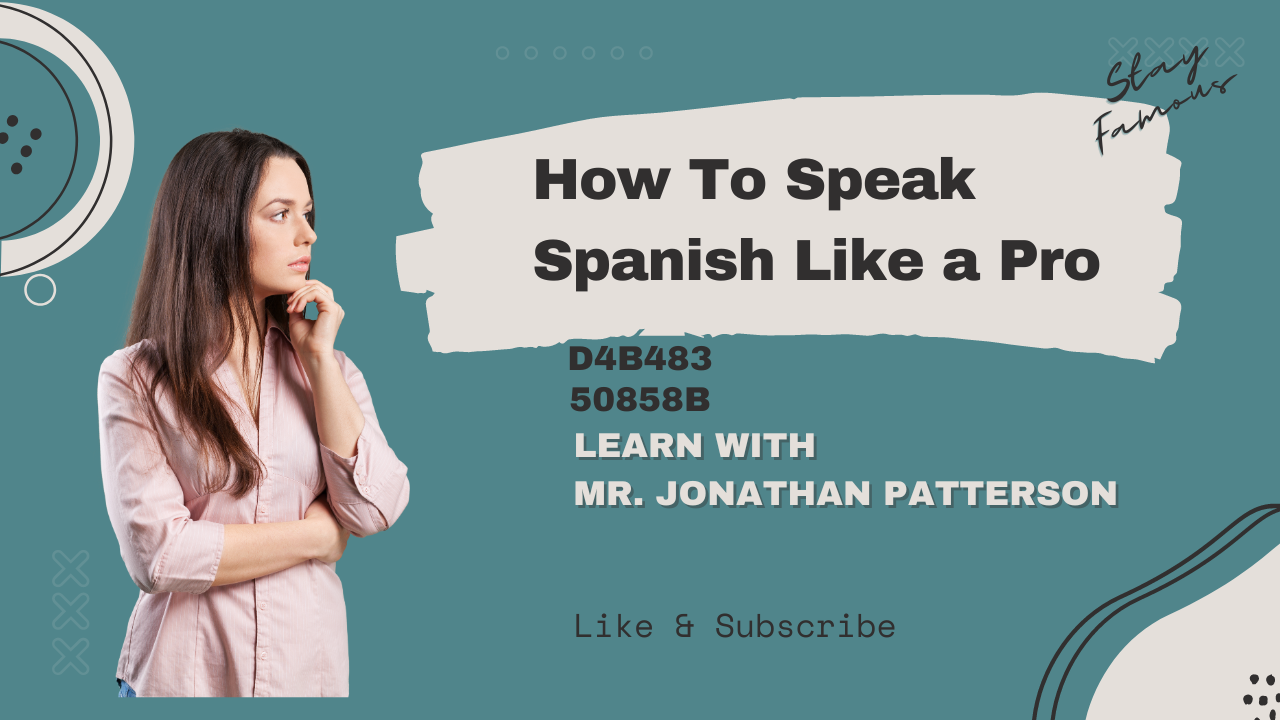 Stay
Famous
How To Speak
Spanish Like a Pro
D4B483
50858B
LEARN WITH
MR. JONATHAN PATTERSON
Like & Subscribe